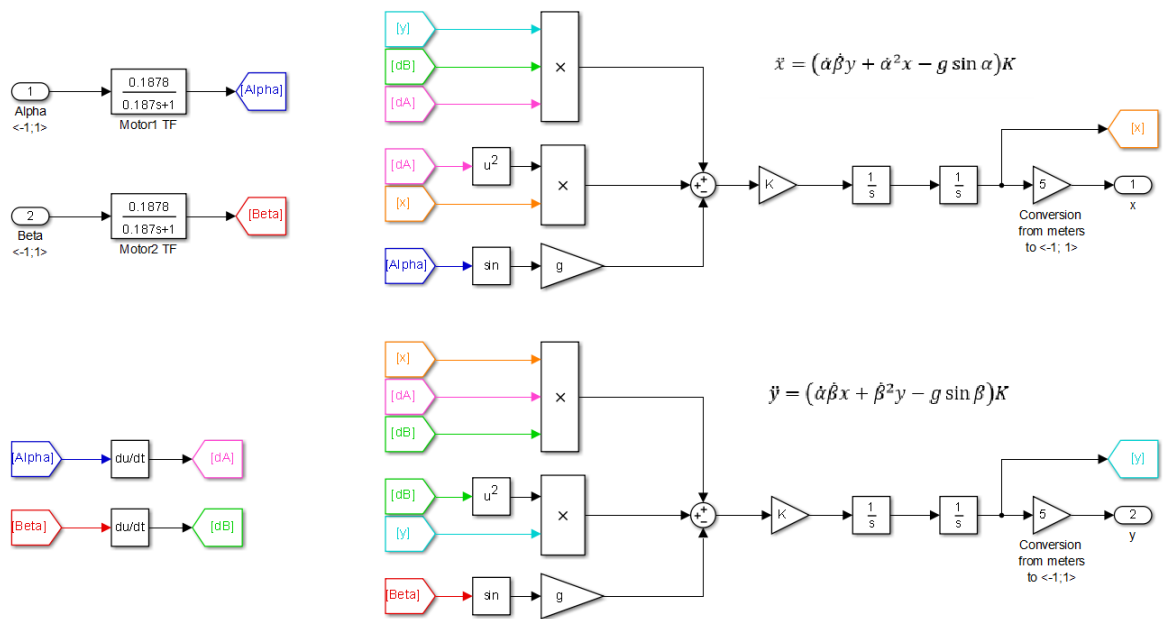 1
Alpha
<-1;1>
0.1878
0.187s+1
Motor1 TF
[Alpha]
2
Beta
<-1;1>
0.1878
0.187s+1
Motor2 TF
[Beta]
[Alpha]
du/dt
[dA]
[Beta]
du/dt
[dB]
[y]
[dB]
[dA]
×
ẍ = (α̇β̇y + α̇²x − g sin α)K
[dA]
u²
[x]
×
[Alpha]
sin
g
+
+
−
K
1
s
1
s
[x]
5
Conversion
from meters
to <-1; 1>
1
x
[x]
[dA]
[dB]
×
ÿ = (α̇β̇x + β̇²y − g sin β)K
[dB]
u²
[y]
×
[Beta]
sin
g
+
+
−
K
1
s
1
s
[y]
5
Conversion
from meters
to <-1;1>
2
y